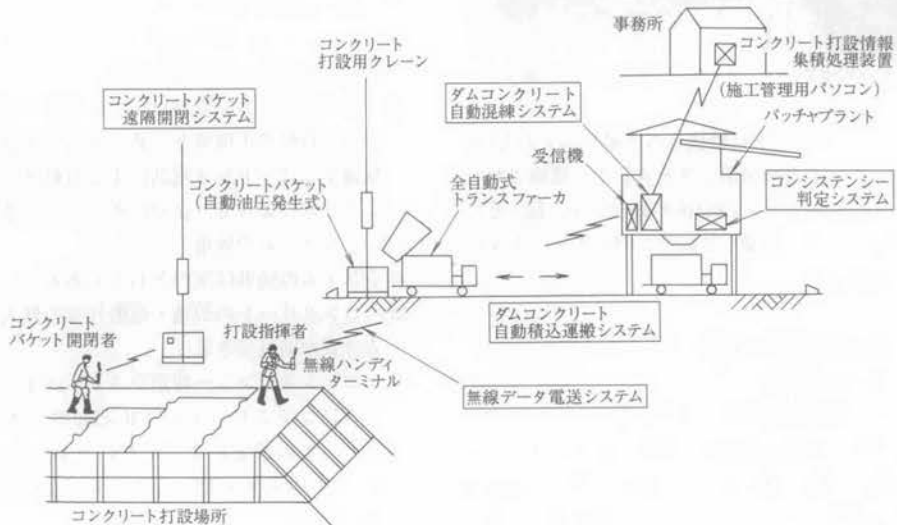 事務所
コンクリート打設情報
集積処理装置
(施工管理用パソコン)
バッチャプラント
コンクリート
打設用クレーン
コンクリートバケット
遠隔開閉システム
ダムコンクリート
自動混練システム
受信機
コンクリートバケット
(自動油圧発生式)
全自動式
トランスファーカ
コンシステンシー
判定システム
ダムコンクリート
自動積込運搬システム
コンクリート
バケット開閉者
打設指揮者
無線ハンディ
ターミナル
無線データ電送システム
コンクリート打設場所